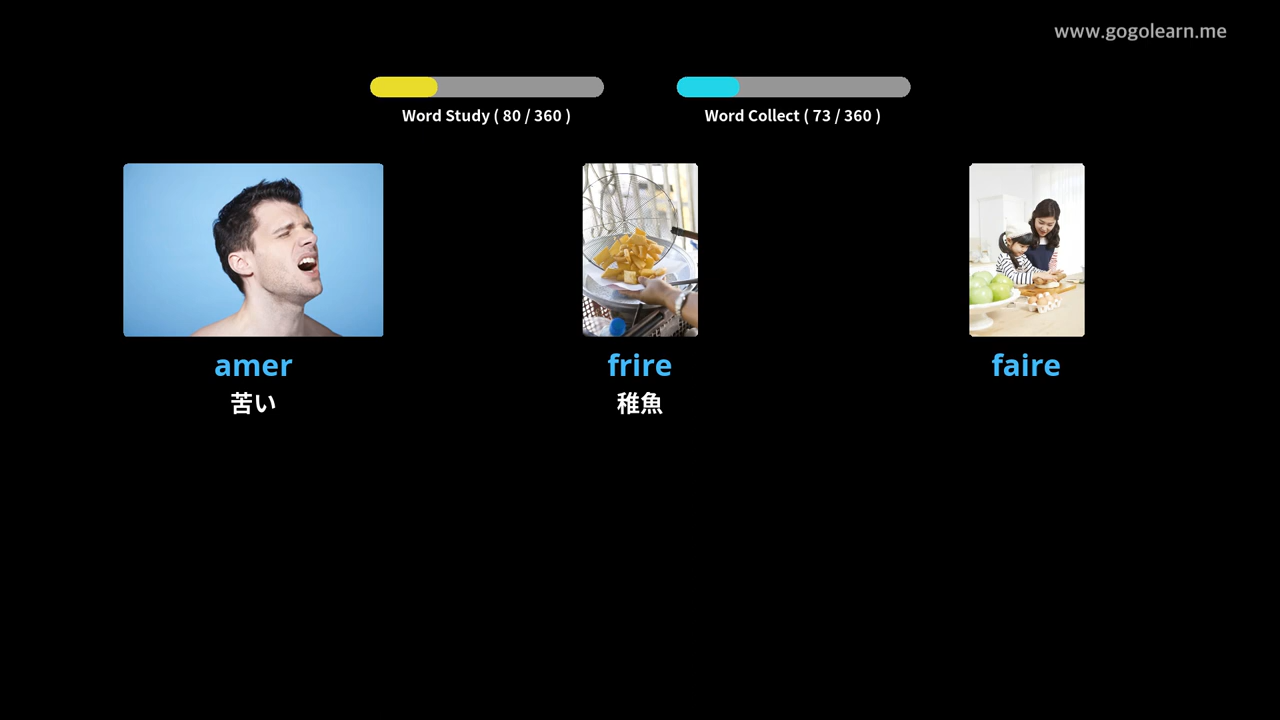 www.gogolearn.me
Word Study ( 80 / 360 )
Word Collect ( 73 / 360 )
amer
frire
faire
苦い
稚魚